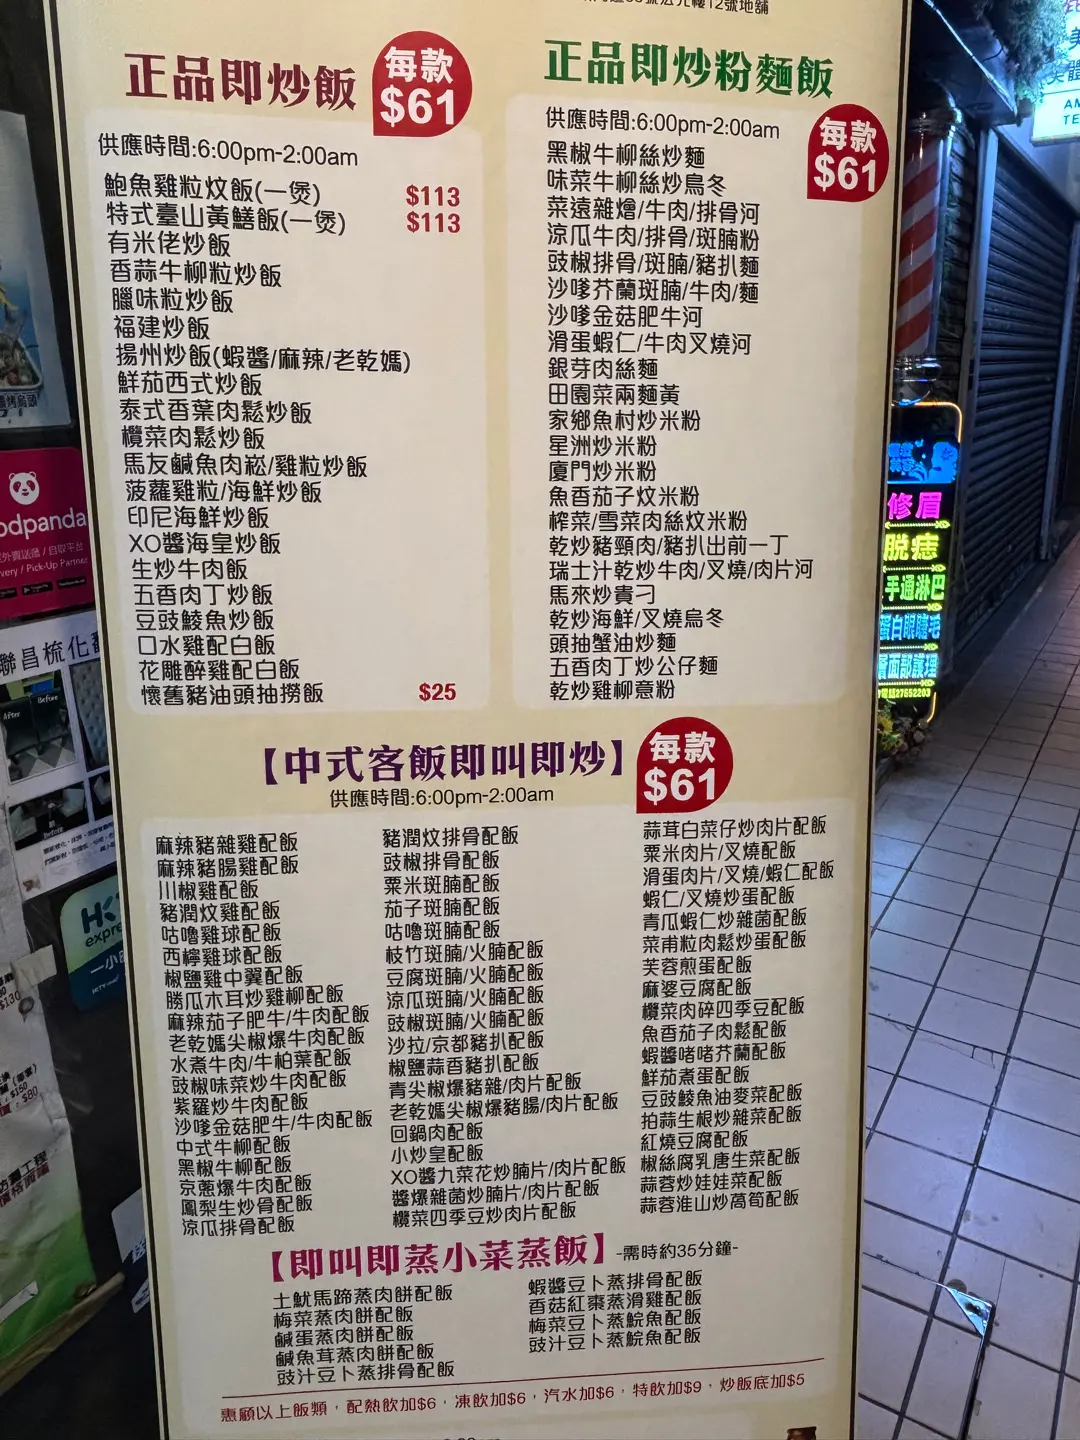 正品即炒飯
每款
$61
供應時間:6:00pm-2:00am
鮑魚雞粒炆飯(一煲) $113
特式臺山黃鱔飯(一煲) $113
有米佬炒飯
香蒜牛柳粒炒飯
臘味粒炒飯
福建炒飯
揚州炒飯(蝦醬/麻辣/老乾媽)
鮮茄西式炒飯
泰式香葉肉鬆炒飯
欖菜肉鬆炒飯
馬友鹹魚肉崧/雞粒炒飯
菠蘿雞粒/海鮮炒飯
印尼海鮮炒飯
XO醬海皇炒飯
生炒牛肉飯
五香肉丁炒飯
豆豉鯪魚炒飯
口水雞配白飯
花雕醉雞配白飯
懷舊豬油頭抽撈飯 $25
正品即炒粉麵飯
每款
$61
供應時間:6:00pm-2:00am
黑椒牛柳絲炒麵
味菜牛柳絲炒烏冬
菜遠雜燴/牛肉/排骨河
涼瓜牛肉/排骨/斑腩粉
豉椒排骨/斑腩/豬扒麵
沙嗲芥蘭斑腩/牛肉/麵
沙嗲金菇肥牛河
滑蛋蝦仁/牛肉叉燒河
銀芽肉絲麵
田園菜兩麵黃
家鄉魚村炒米粉
星洲炒米粉
廈門炒米粉
魚香茄子炆米粉
榨菜/雪菜肉絲炆米粉
乾炒豬頸肉/豬扒出前一丁
瑞士汁乾炒牛肉/叉燒/肉片河
馬來炒貴刁
乾炒海鮮/叉燒烏冬
頭抽蟹油炒麵
五香肉丁炒公仔麵
乾炒雞柳薏粉
【中式客飯即叫即炒】
每款
$61
供應時間:6:00pm-2:00am
麻辣豬雜雞配飯
麻辣豬腸雞配飯
川椒雞配飯
豬潤炆雞配飯
咕嚕雞球配飯
西檸雞球配飯
椒鹽雞中翼配飯
勝瓜木耳炒雞柳配飯
麻辣茄子肥牛/牛肉配飯
老乾媽尖椒爆牛肉配飯
水煮牛肉/牛柏葉配飯
豉椒味菜炒牛肉配飯
紫羅炒牛肉配飯
沙嗲金菇肥牛/牛肉配飯
中式牛柳配飯
黑椒牛柳配飯
京蔥爆牛肉配飯
鳳梨生炒骨配飯
涼瓜排骨配飯
豬潤炆排骨配飯
豉椒排骨配飯
粟米斑腩配飯
茄子斑腩配飯
咕嚕斑腩配飯
枝竹斑腩/火腩配飯
豆腐斑腩/火腩配飯
涼瓜斑腩/火腩配飯
豉椒斑腩/火腩配飯
沙拉/京都豬扒配飯
椒鹽蒜香豬扒配飯
青尖椒爆豬雜/肉片配飯
老乾媽尖椒爆豬腸/肉片配飯
回鍋肉配飯
小炒皇配飯
XO醬九菜花炒腩片/肉片配飯
醬爆雜菌炒腩片/肉片配飯
欖菜四季豆炒肉片配飯
蒜茸白菜仔炒肉片配飯
粟米肉片/叉燒配飯
滑蛋肉片/叉燒/蝦仁配飯
蝦仁/叉燒炒蛋配飯
青瓜蝦仁炒雜菌配飯
菜甫粒肉鬆炒蛋配飯
芙蓉煎蛋配飯
麻婆豆腐配飯
欖菜肉碎四季豆配飯
魚香茄子肉鬆配飯
蝦醬啫啫芥蘭配飯
鮮茄煮蛋配飯
豆豉鯪魚油麥菜配飯
拍蒜生根炒雜菜配飯
紅燒豆腐配飯
椒絲腐乳唐生菜配飯
蒜蓉炒娃娃菜配飯
蒜蓉淮山炒萵筍配飯
【即叫即蒸小菜蒸飯】-需時約35分鐘-
土魷馬蹄蒸肉餅配飯
梅菜蒸肉餅配飯
鹹蛋蒸肉餅配飯
鹹魚茸蒸肉餅配飯
豉汁豆卜蒸排骨配飯
蝦醬豆卜蒸排骨配飯
香菇紅棗蒸滑雞配飯
梅菜豆卜蒸鯇魚配飯
豉汁豆卜蒸鯇魚配飯
惠顧以上飯類，配熱飲加$6，凍飲加$6，汽水加$6，特飲加$9，炒飯底加$5
odpanda
Pick-Up Partner
聯昌梳化
After
Before
before
HK
expre
一小
$150
$80
修眉
脫痣
手通淋巴
蛋白眼睫毛
面部護理
電話27552203
AM
TE